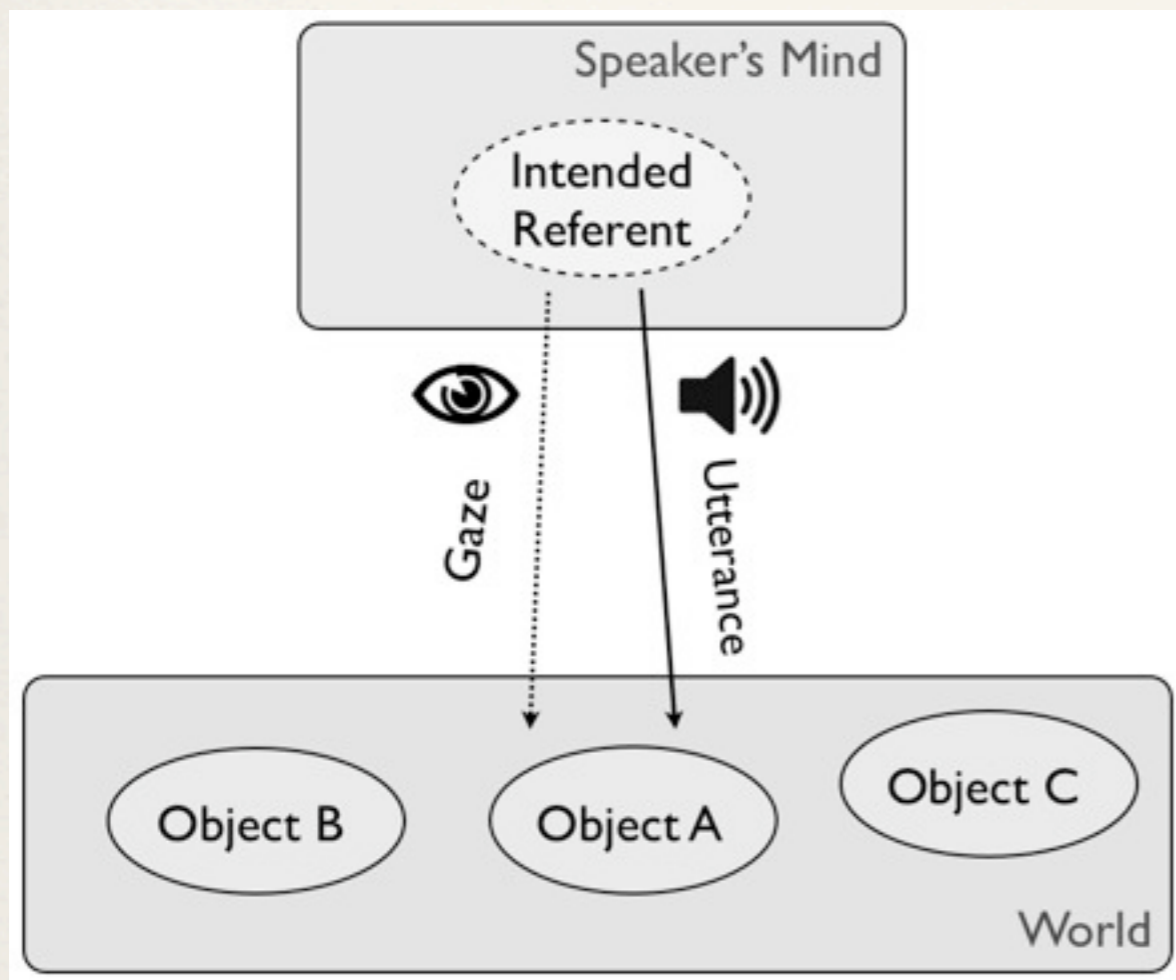 Speaker's Mind
Intended
Referent
Gaze
Utterance
Object B
Object A
Object C
World